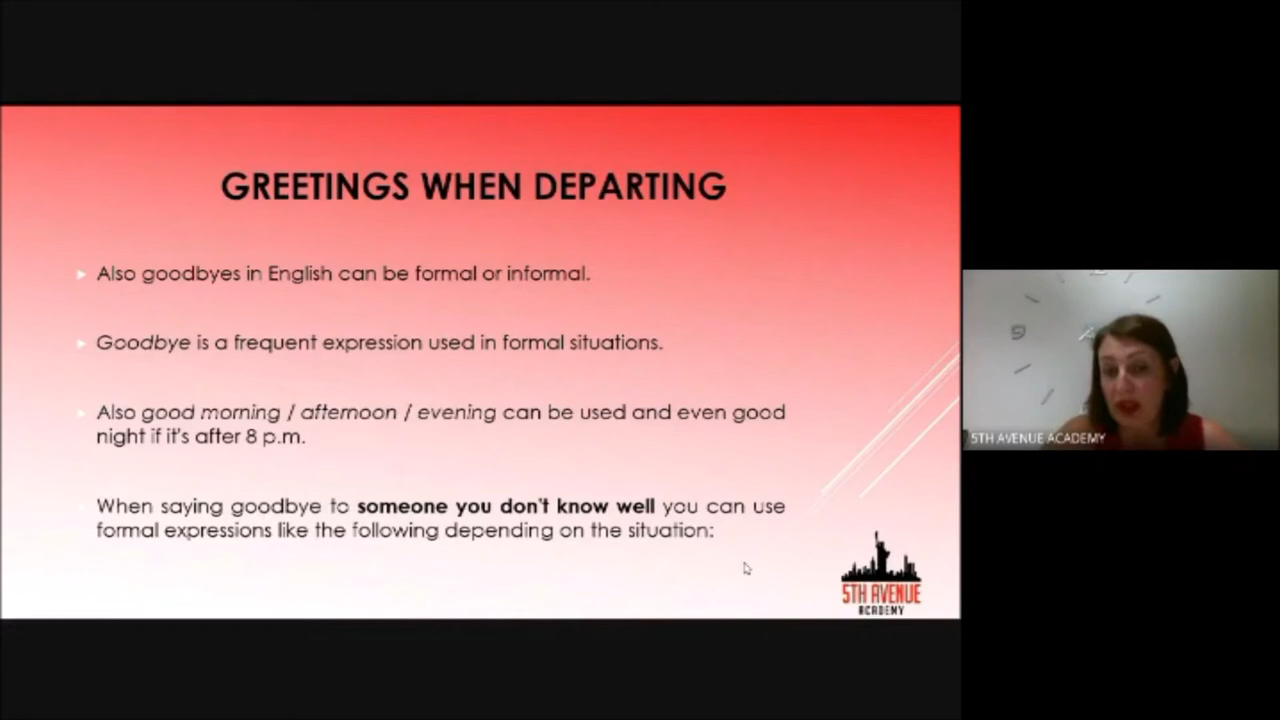 GREETINGS WHEN DEPARTING
Also goodbyes in English can be formal or informal.
Goodbye is a frequent expression used in formal situations.
Also good morning / afternoon / evening can be used and even good
night if it's after 8 p.m.
When saying goodbye to someone you don't know well you can use
formal expressions like the following depending on the situation:
5TH AVENUE
ACADEMY
9
5TH AVENUE ACADEMY